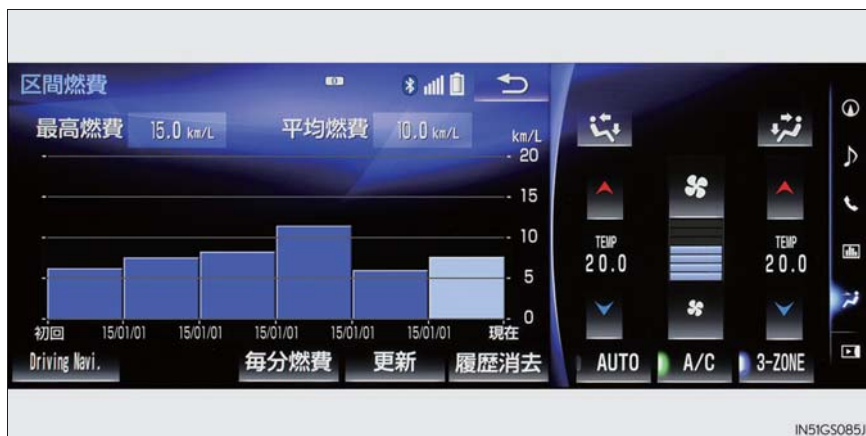 区間燃費
最高燃費 15.0 km/L 平均燃費 10.0 km/L
km/L
20
15
10
5
0
初回 15/01/01 15/01/01 15/01/01 15/01/01 15/01/01 現在
Driving Navi. 毎分燃費 更新 履歴消去
TEMP
20.0
TEMP
20.0
AUTO A/C 3-ZONE
IN51GS085J